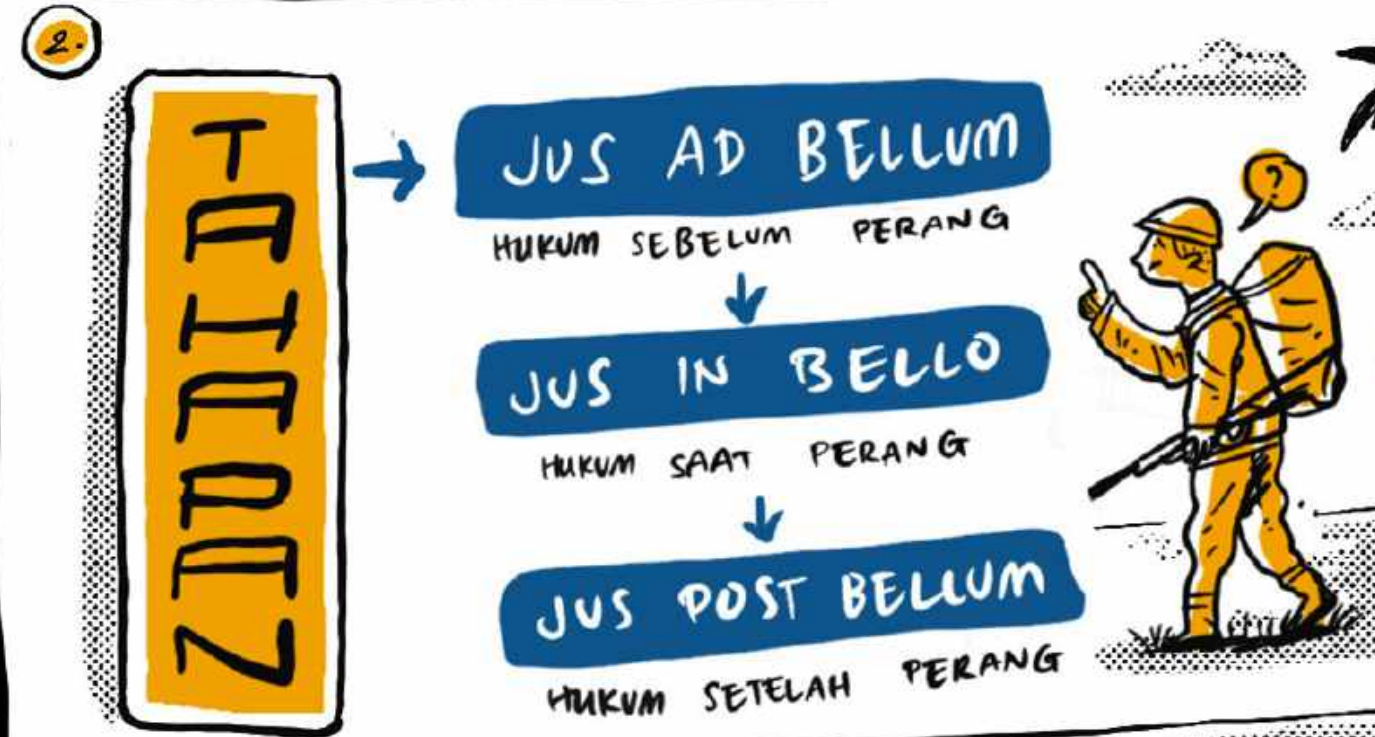 2.
TAHAPAN
JUS AD BELLUM
HUKUM SEBELUM PERANG
JUS IN BELLO
HUKUM SAAT PERANG
JUS POST BELLUM
HUKUM SETELAH PERANG
?